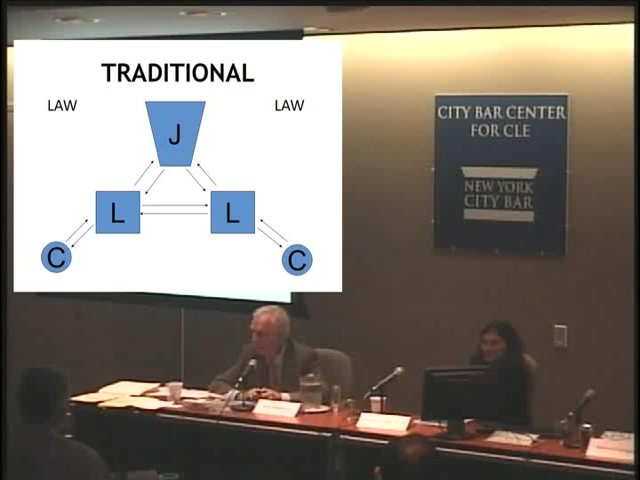 TRADITIONAL
LAW
LAW
J
L
L
C
C
CITY BAR CENTER
FOR CLE
NEW YORK
CITY BAR